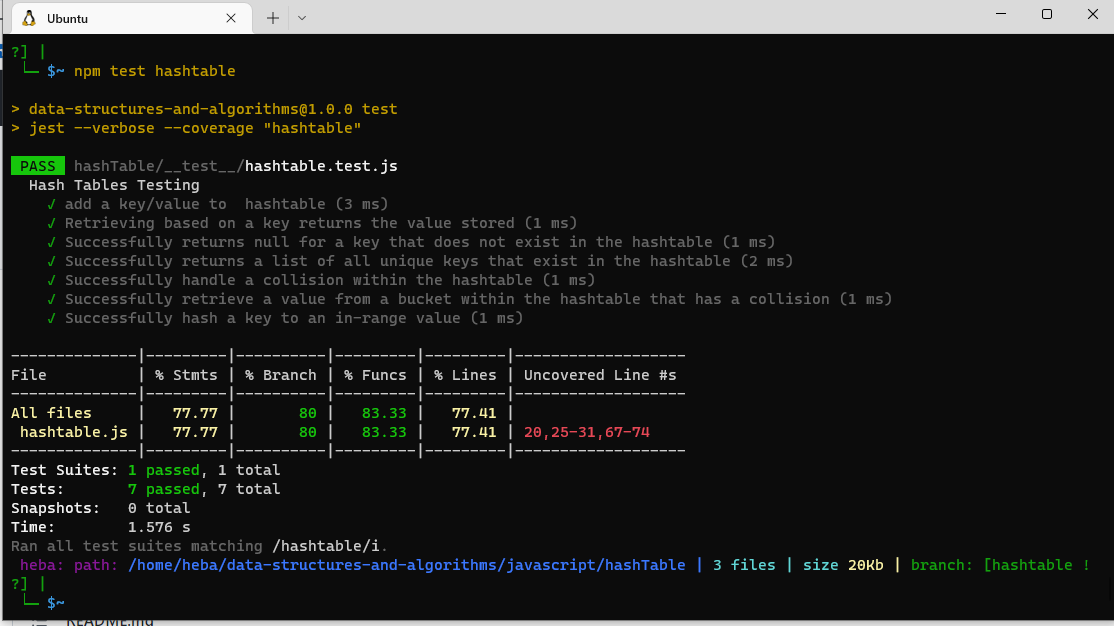 Ubuntu
?] |
└─ $~ npm test hashtable
> data-structures-and-algorithms@1.0.0 test
> jest --verbose --coverage "hashtable"
PASS hashTable/__test__/hashtable.test.js
Hash Tables Testing
√ add a key/value to  hashtable (3 ms)
√ Retrieving based on a key returns the value stored (1 ms)
√ Successfully returns null for a key that does not exist in the hashtable (1 ms)
√ Successfully returns a list of all unique keys that exist in the hashtable (2 ms)
√ Successfully handle a collision within the hashtable (1 ms)
√ Successfully retrieve a value from a bucket within the hashtable that has a collision (1 ms)
√ Successfully hash a key to an in-range value (1 ms)
--------------|---------|----------|---------|---------|-------------------
File          | % Stmts | % Branch | % Funcs | % Lines | Uncovered Line #s
--------------|---------|----------|---------|---------|-------------------
All files     |   77.77 |       80 |   83.33 |   77.41 |
hashtable.js |   77.77 |       80 |   83.33 |   77.41 | 20,25-31,67-74
--------------|---------|----------|---------|---------|-------------------
Test Suites: 1 passed, 1 total
Tests:       7 passed, 7 total
Snapshots:   0 total
Time:        1.576 s
Ran all test suites matching /hashtable/i.
heba: path: /home/heba/data-structures-and-algorithms/javascript/hashTable | 3 files | size 20Kb | branch: [hashtable !
?] |
└─ $~
README.md